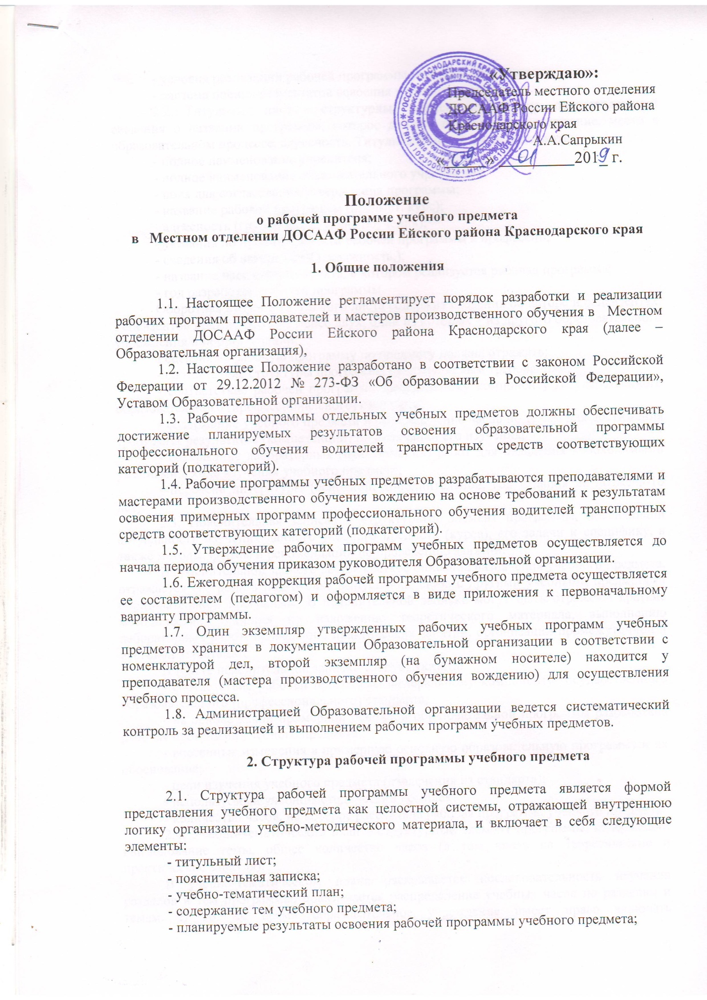 «Утверждаю»:
Председатель местного отделения
ДОСААФ России Ейского района
Краснодарского края
А.А.Сапрыкин
« 09 » 01 2019 г.
Положение
о рабочей программе учебного предмета
в Местном отделении ДОСААФ России Ейского района Краснодарского края
1. Общие положения
1.1. Настоящее Положение регламентирует порядок разработки и реализации
рабочих программ преподавателей и мастеров производственного обучения в Местном
отделении ДОСААФ России Ейского района Краснодарского края (далее –
Образовательная организация),
1.2. Настоящее Положение разработано в соответствии с законом Российской
Федерации от 29.12.2012 № 273-ФЗ «Об образовании в Российской Федерации»,
Уставом Образовательной организации.
1.3. Рабочие программы отдельных учебных предметов должны обеспечивать
достижение планируемых результатов освоения образовательной программы
профессионального обучения водителей транспортных средств соответствующих
категорий (подкатегорий).
1.4. Рабочие программы учебных предметов разрабатываются преподавателями и
мастерами производственного обучения вождению на основе требований к результатам
освоения примерных программ профессионального обучения водителей транспортных
средств соответствующих категорий (подкатегорий).
1.5. Утверждение рабочих программ учебных предметов осуществляется до
начала периода обучения приказом руководителя Образовательной организации.
1.6. Ежегодная коррекция рабочей программы учебного предмета осуществляется
ее составителем (педагогом) и оформляется в виде приложения к первоначальному
варианту программы.
1.7. Один экземпляр утвержденных рабочих учебных программ учебных
предметов хранится в документации Образовательной организации в соответствии с
номенклатурой дел, второй экземпляр (на бумажном носителе) находится у
преподавателя (мастера производственного обучения вождению) для осуществления
учебного процесса.
1.8. Администрацией Образовательной организации ведется систематический
контроль за реализацией и выполнением рабочих программ учебных предметов.
2. Структура рабочей программы учебного предмета
2.1. Структура рабочей программы учебного предмета является формой
представления учебного предмета как целостной системы, отражающей внутреннюю
логику организации учебно-методического материала, и включает в себя следующие
элементы:
- титульный лист;
- пояснительная записка;
- учебно-тематический план;
- содержание тем учебного предмета;
- планируемые результаты освоения рабочей программы учебного предмета;